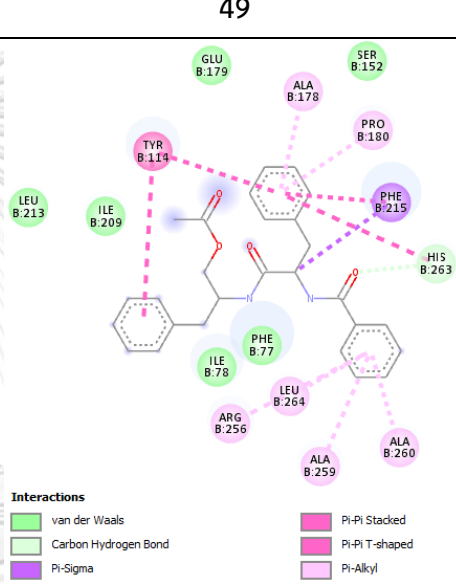 49
GLU
B:179
SER
B:152
ALA
B:178
PRO
B:180
TYR
B:114
LEU
B:213
ILE
B:209
PHE
B:215
HIS
B:263
O
O
O
O
N
N
PHE
B:77
ILE
B:78
LEU
B:264
ARG
B:256
ALA
B:259
ALA
B:260
Interactions
van der Waals
Carbon Hydrogen Bond
Pi-Sigma
Pi-Pi Stacked
Pi-Pi T-shaped
Pi-Alkyl